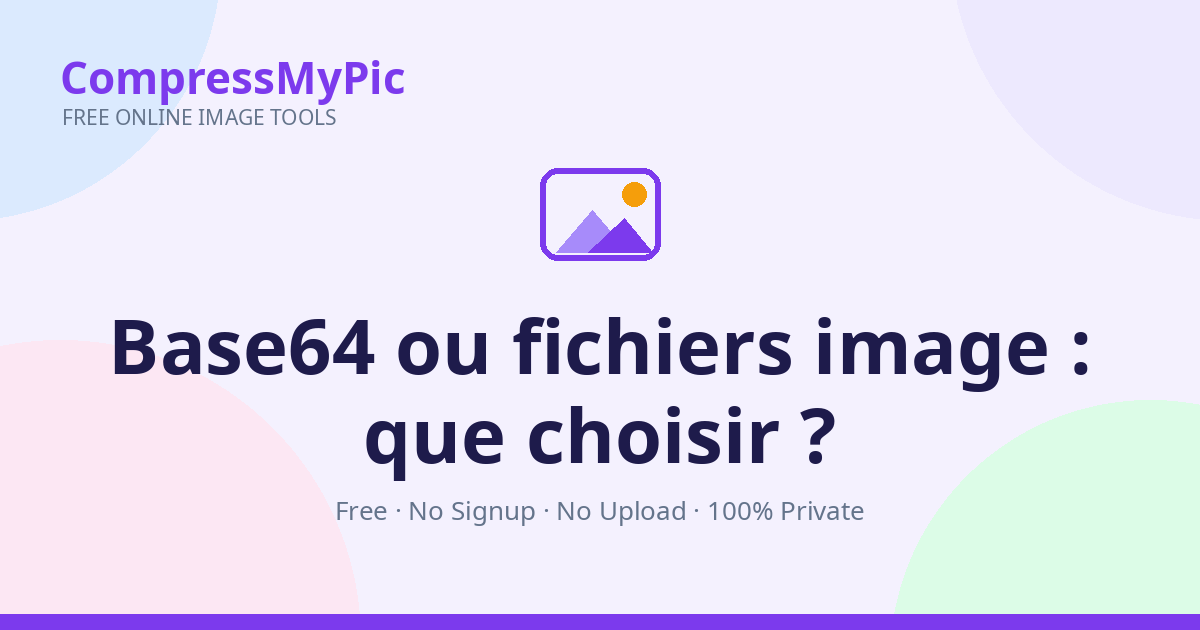 CompressMyPic
FREE ONLINE IMAGE TOOLS
Base64 ou fichiers image :
que choisir ?
Free · No Signup · No Upload · 100% Private